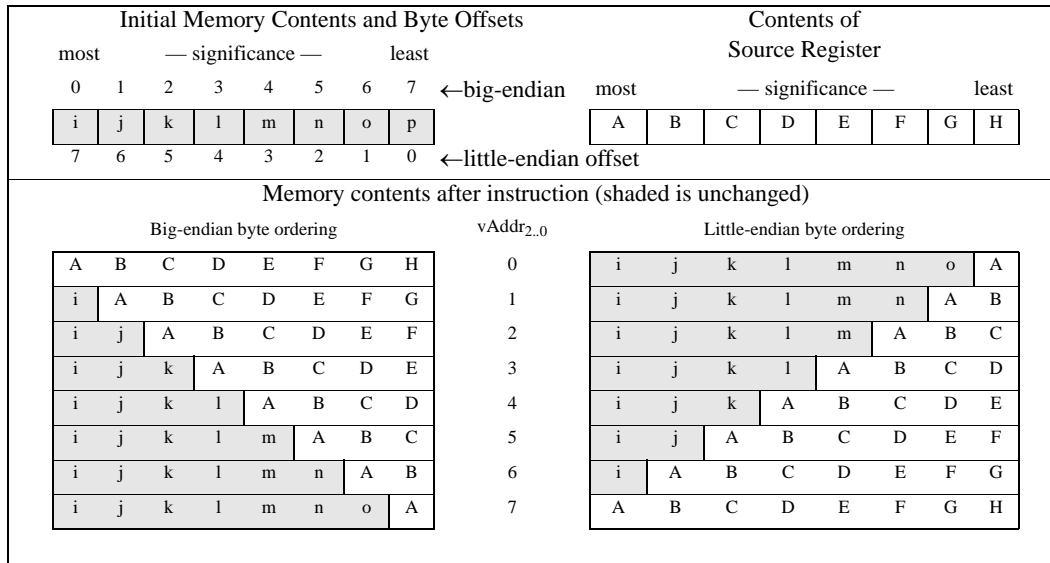 Initial Memory Contents and Byte Offsets
Contents of
Source Register
most — significance — least
0 1 2 3 4 5 6 7 ←big-endian
most — significance — least
i j k l m n o p
A B C D E F G H
7 6 5 4 3 2 1 0 ←little-endian offset
Memory contents after instruction (shaded is unchanged)
Big-endian byte ordering vAddr2..0 Little-endian byte ordering
A B C D E F G H 0 i j k l m n o A
i A B C D E F G 1 i j k l m n A B
i j A B C D E F 2 i j k l m A B C
i j k A B C D E 3 i j k l A B C D
i j k l A B C D 4 i j k A B C D E
i j k l m A B C 5 i j A B C D E F
i j k l m n A B 6 i A B C D E F G
i j k l m n o A 7 A B C D E F G H